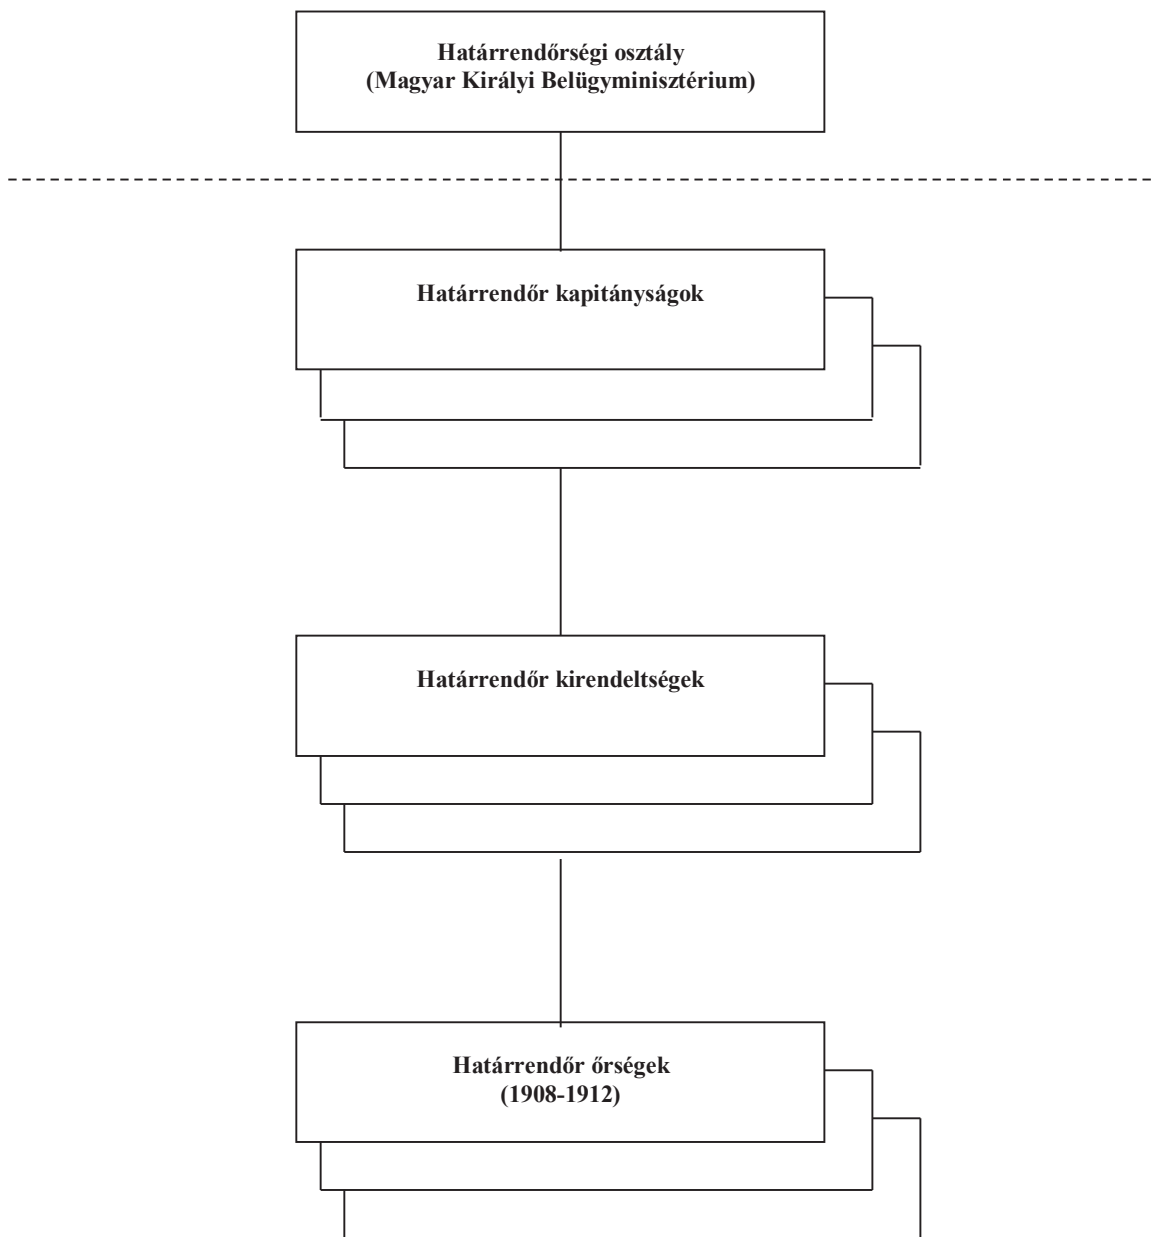 Határrendőrségi osztály
(Magyar Királyi Belügyminisztérium)
Határrendőr kapitányságok
Határrendőr kirendeltségek
Határrendőr őrségek
(1908-1912)